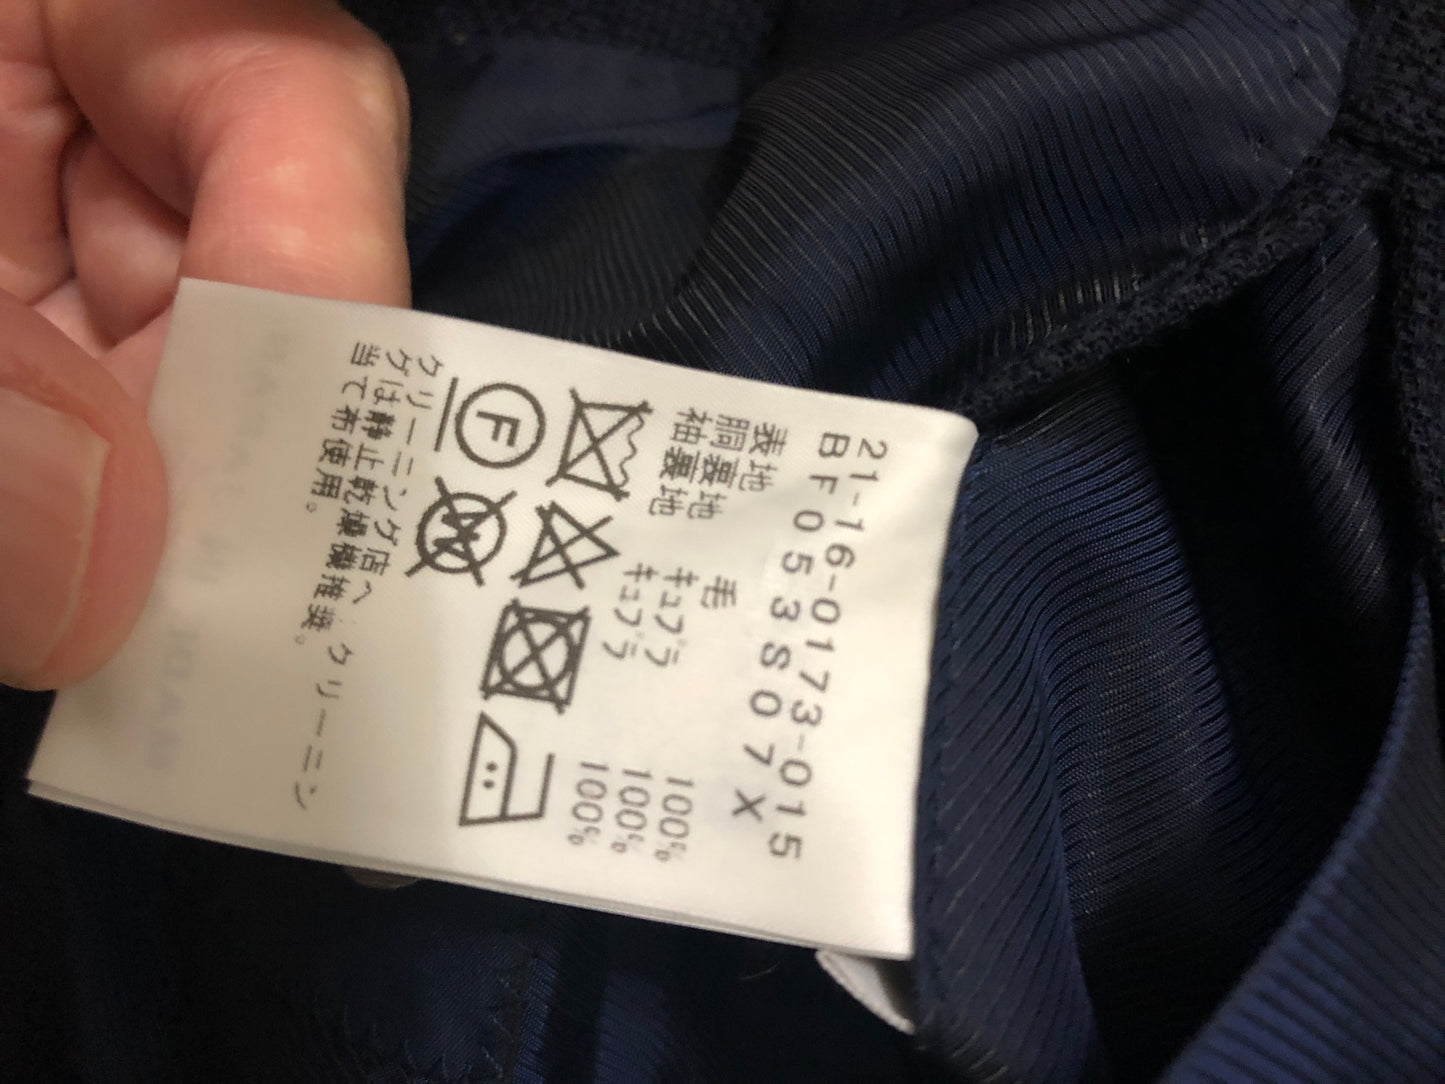 21-16-0173-015
BF053S07X
表地 毛 100%
胴裏地 キュプラ 100%
袖裏地 キュプラ 100%
F
W
クリーニング店へ。クリーニン
グは静止乾燥機推奨。
当て布使用。